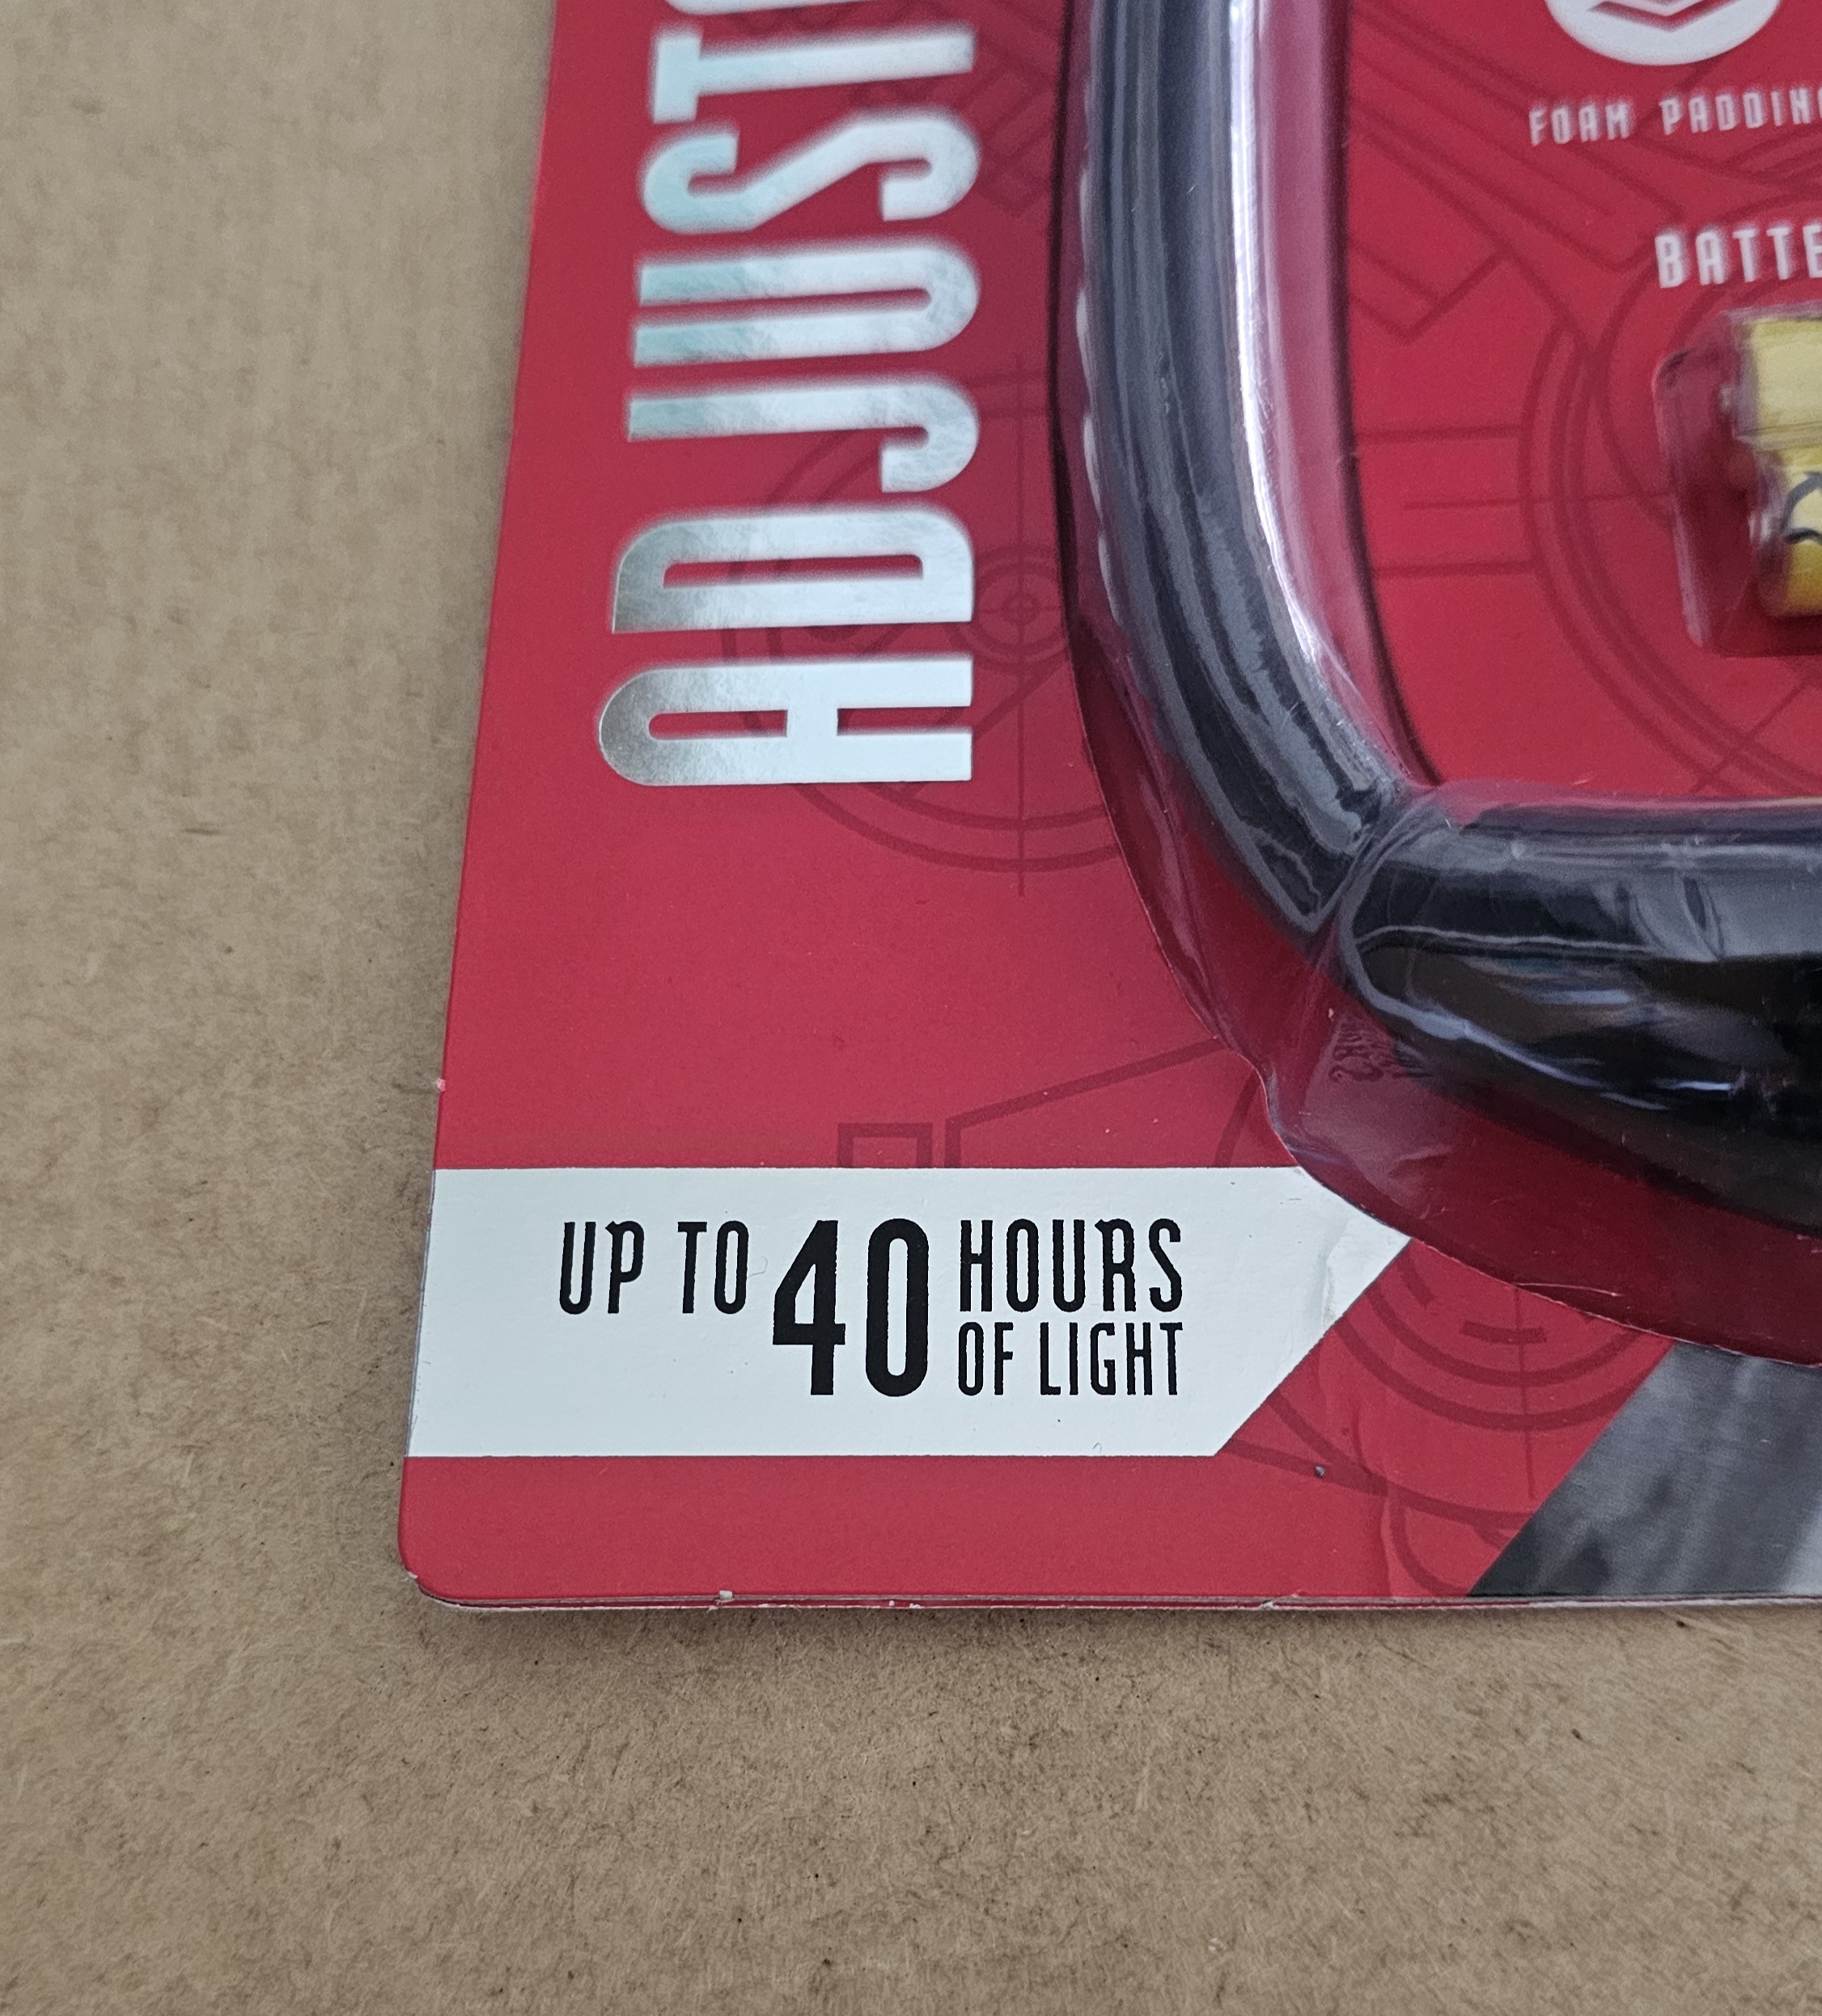 ADJUST
FOAM PADDING
BATTE
UP TO 40 HOURS
OF LIGHT